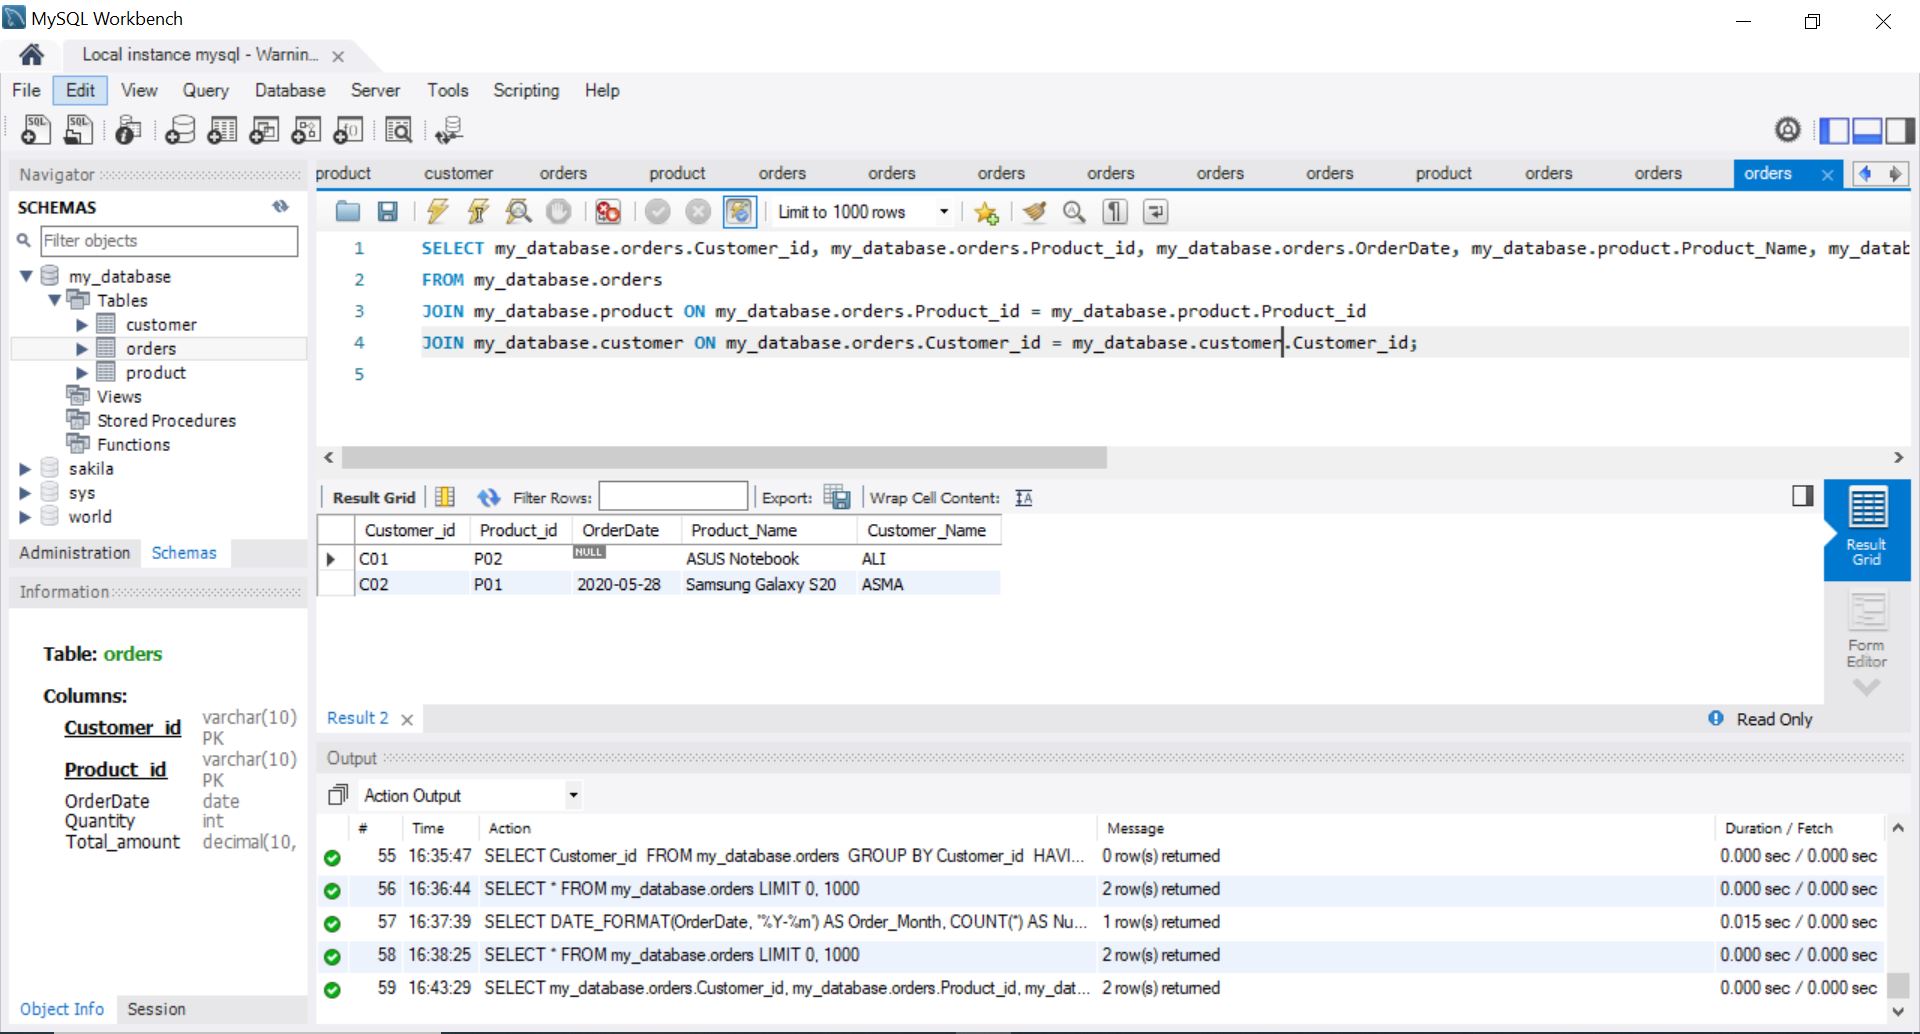 MySQL Workbench
Local instance mysql - Warnin...
File Edit View Query Database Server Tools Scripting Help
Navigator
SCHEMAS
Filter objects
my_database
Tables
customer
orders
product
Views
Stored Procedures
Functions
sakila
sys
world
Administration Schemas
Information
Table: orders
Columns:
Customer_id varchar(10) PK
Product_id varchar(10) PK
OrderDate date
Quantity int
Total_amount decimal(10,
Object Info Session
product customer orders product orders orders orders orders orders orders product orders orders orders
Limit to 1000 rows
1 SELECT my_database.orders.Customer_id, my_database.orders.Product_id, my_database.orders.OrderDate, my_database.product.Product_Name, my_datab
2 FROM my_database.orders
3 JOIN my_database.product ON my_database.orders.Product_id = my_database.product.Product_id
4 JOIN my_database.customer ON my_database.orders.Customer_id = my_database.customer.Customer_id;
5
Result Grid Filter Rows: Export: Wrap Cell Content:
Customer_id Product_id OrderDate Product_Name Customer_Name
C01 P02 NULL ASUS Notebook ALI
C02 P01 2020-05-28 Samsung Galaxy S20 ASMA
Result Grid
Form Editor
Result 2
Read Only
Output
Action Output
# Time Action Message Duration / Fetch
55 16:35:47 SELECT Customer_id FROM my_database.orders GROUP BY Customer_id HAVI... 0 row(s) returned 0.000 sec / 0.000 sec
56 16:36:44 SELECT * FROM my_database.orders LIMIT 0, 1000 2 row(s) returned 0.000 sec / 0.000 sec
57 16:37:39 SELECT DATE_FORMAT(OrderDate, '%Y-%m') AS Order_Month, COUNT(*) AS Nu... 1 row(s) returned 0.015 sec / 0.000 sec
58 16:38:25 SELECT * FROM my_database.orders LIMIT 0, 1000 2 row(s) returned 0.000 sec / 0.000 sec
59 16:43:29 SELECT my_database.orders.Customer_id, my_database.orders.Product_id, my_dat... 2 row(s) returned 0.000 sec / 0.000 sec